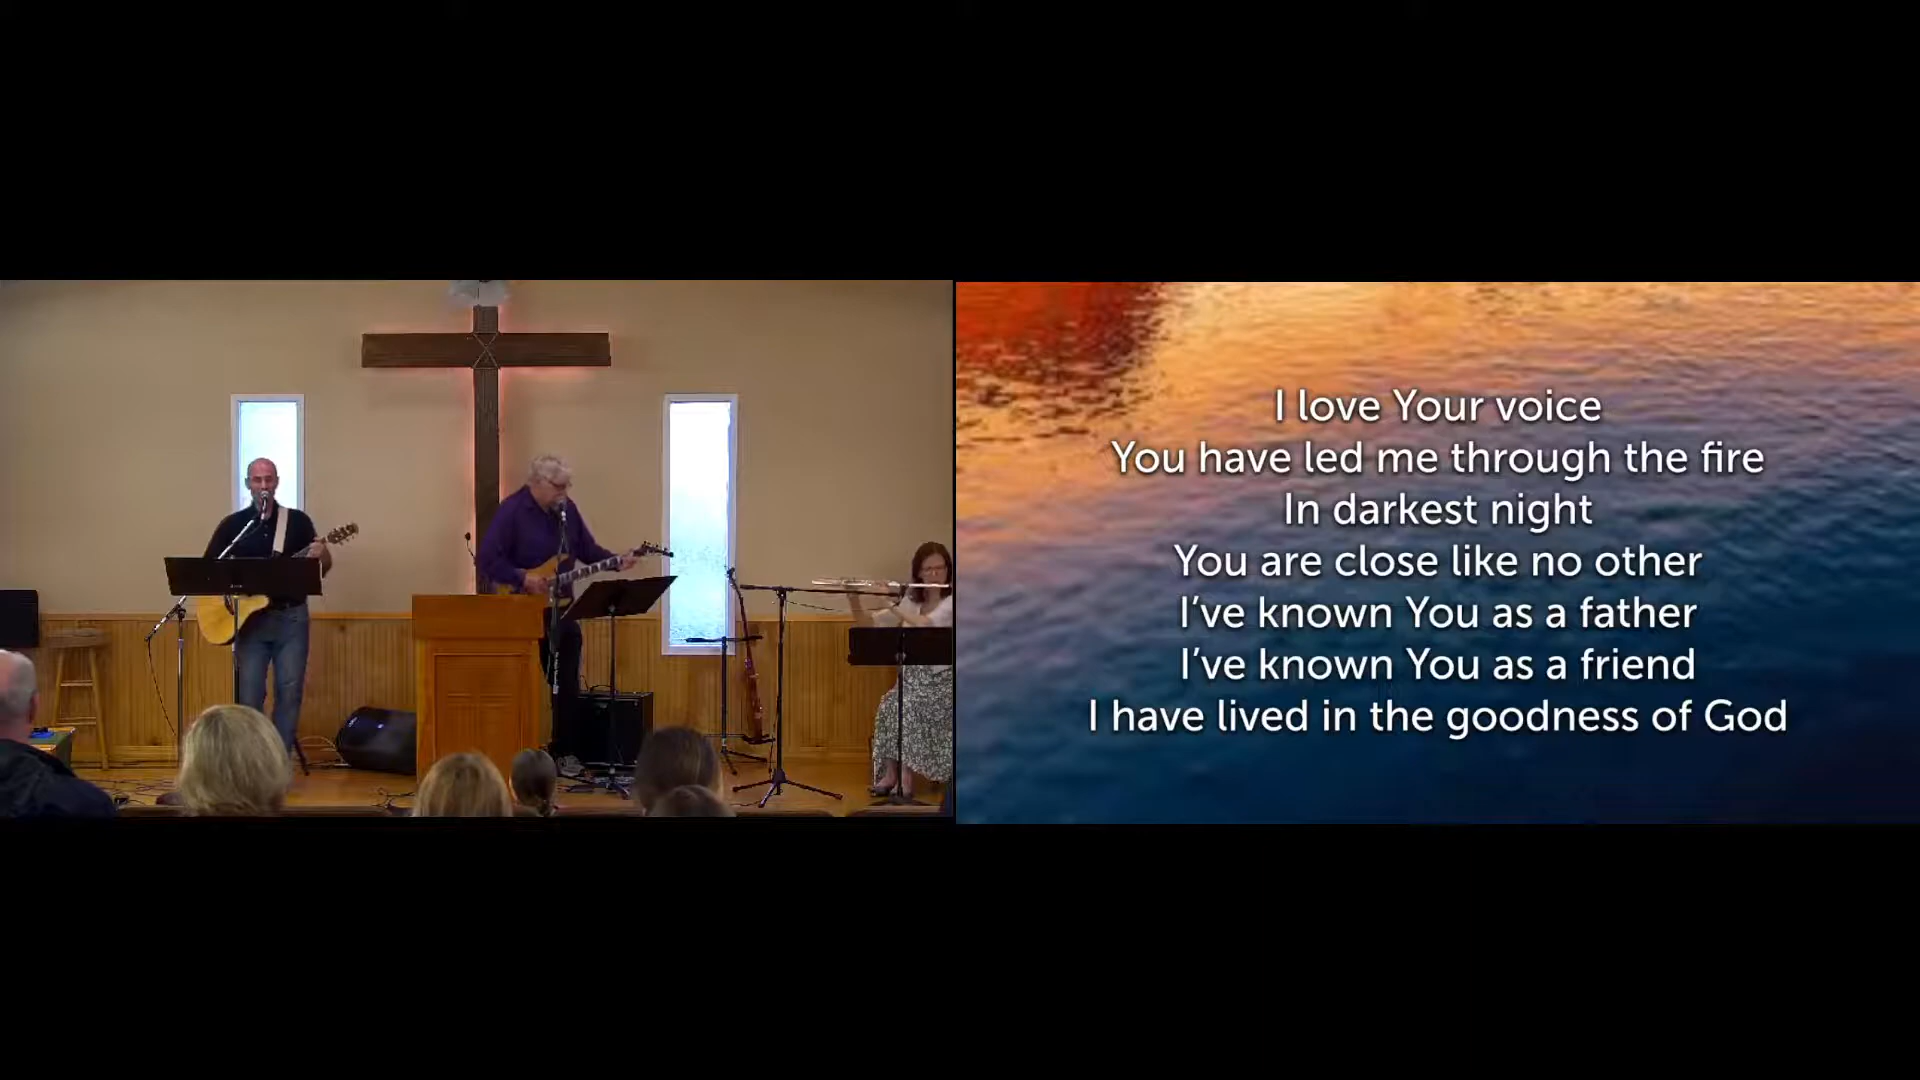 I love Your voice
You have led me through the fire
In darkest night
You are close like no other
I've known You as a father
I've known You as a friend
I have lived in the goodness of God